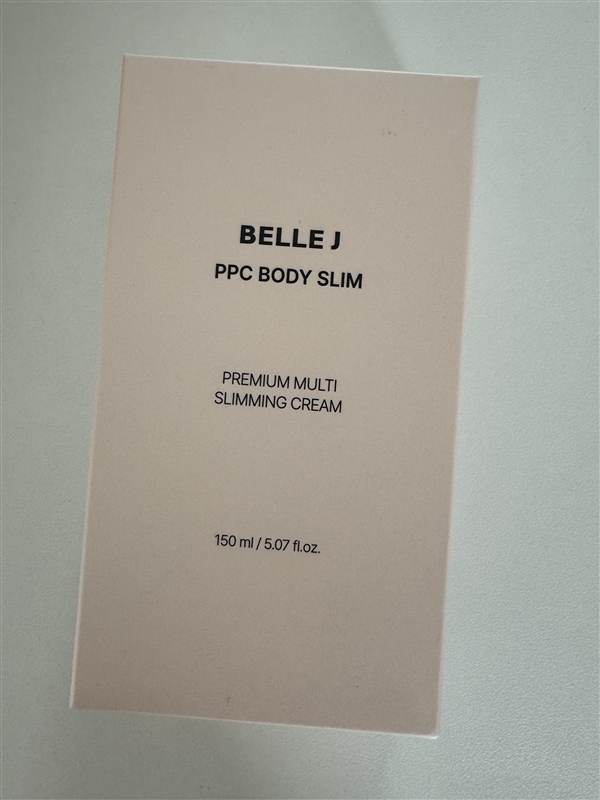 BELLE J
PPC BODY SLIM
PREMIUM MULTI
SLIMMING CREAM
150 ml / 5.07 fl.oz.